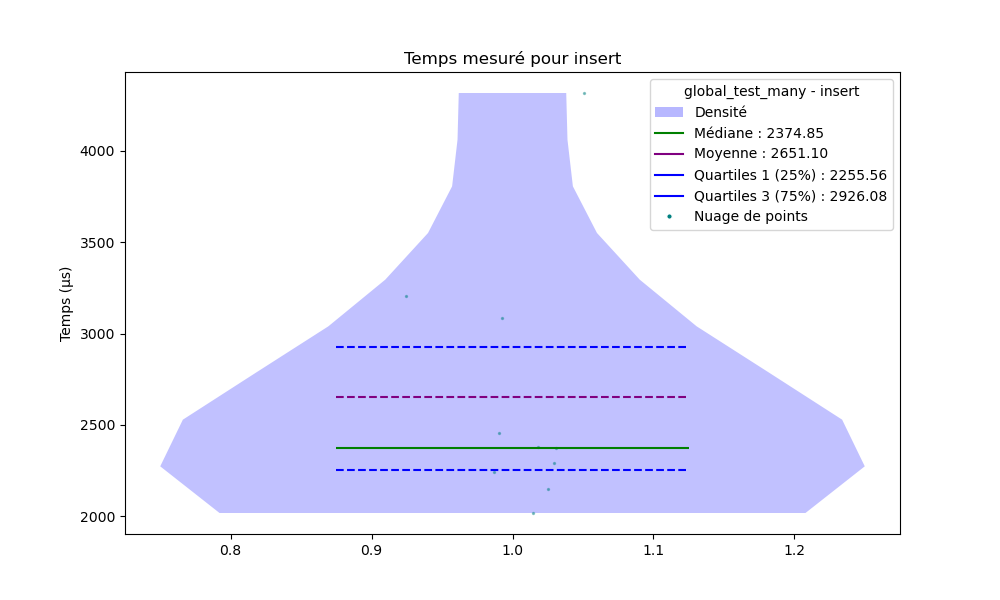 Temps mesuré pour insert
global_test_many - insert
Densité
Médiane : 2374.85
Moyenne : 2651.10
Quartiles 1 (25%) : 2255.56
Quartiles 3 (75%) : 2926.08
Nuage de points
Temps (µs)
4000
3500
3000
2500
2000
0.8
0.9
1.0
1.1
1.2